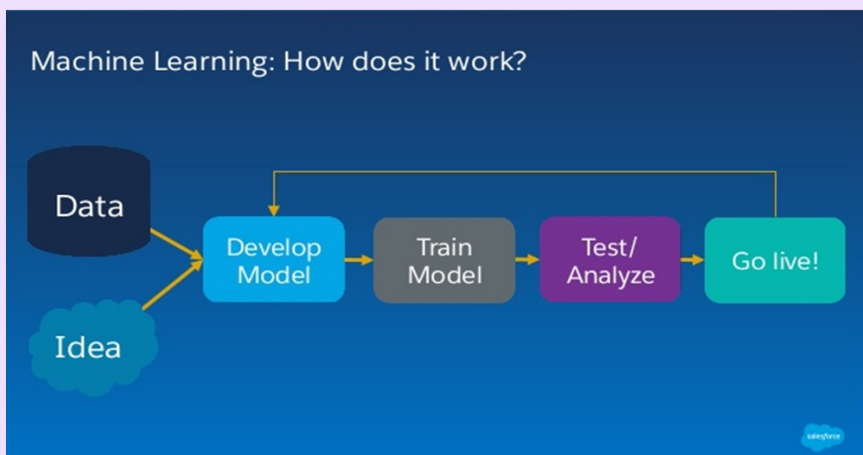 Machine Learning: How does it work?
Data
Idea
Develop
Model
Train
Model
Test/
Analyze
Go live!
salesforce